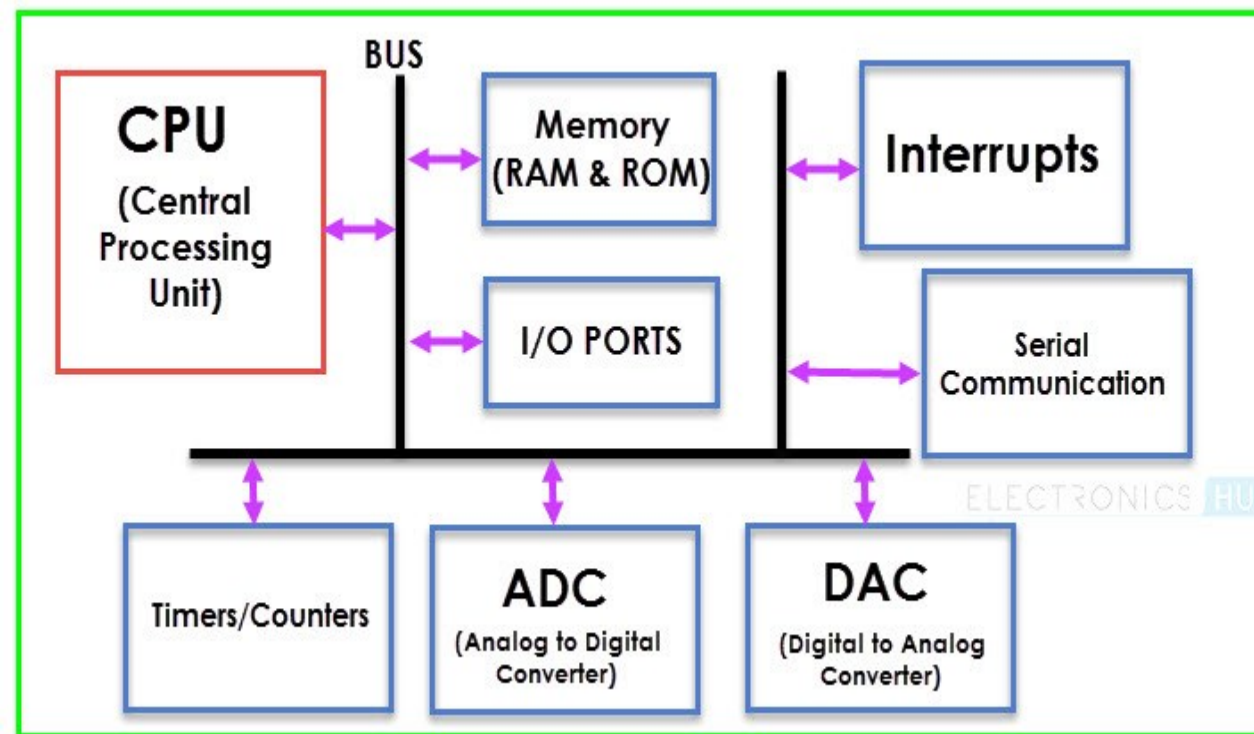 BUS
CPU
(Central
Processing
Unit)
Memory
(RAM & ROM)
I/O PORTS
Interrupts
Serial
Communication
ELECTRONICS HU
Timers/Counters
ADC
(Analog to Digital
Converter)
DAC
(Digital to Analog
Converter)